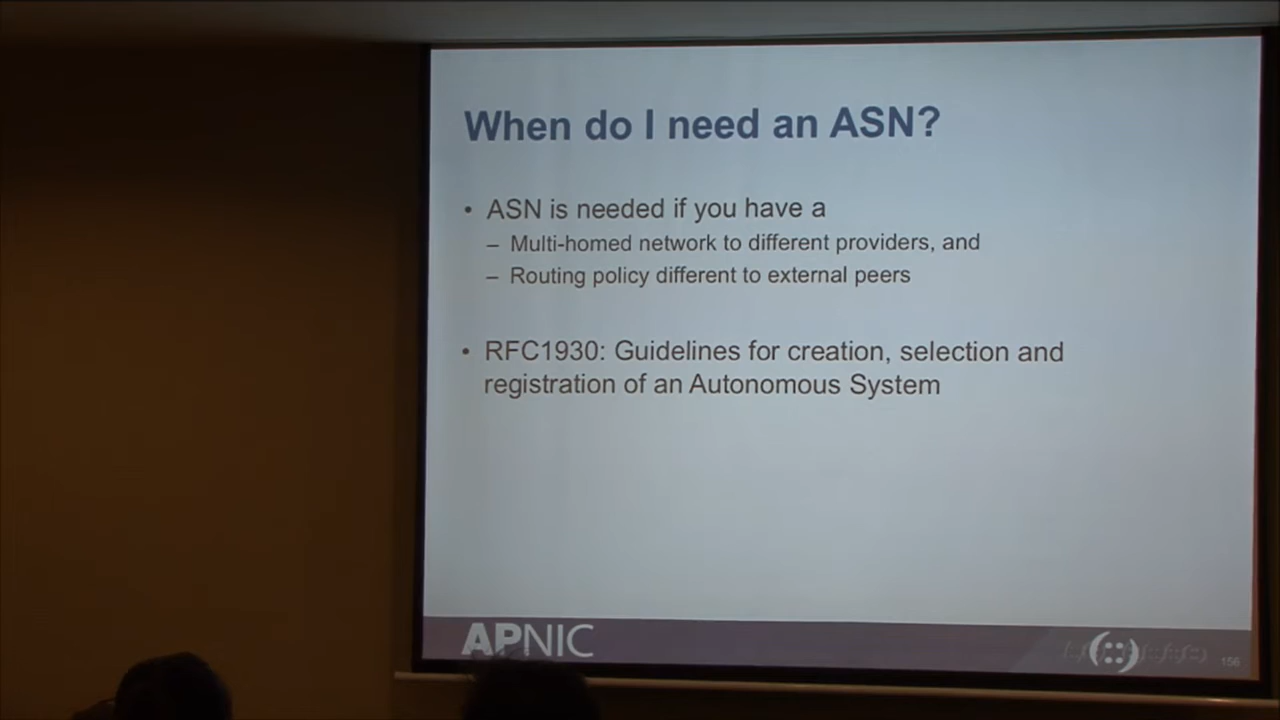 When do I need an ASN?
• ASN is needed if you have a
– Multi-homed network to different providers, and
– Routing policy different to external peers
• RFC1930: Guidelines for creation, selection and
registration of an Autonomous System
APNIC
156